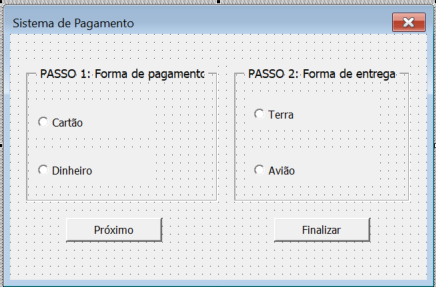 Sistema de Pagamento
PASSO 1: Forma de pagamento
Cartão
Dinheiro
Próximo
PASSO 2: Forma de entrega
Terra
Avião
Finalizar